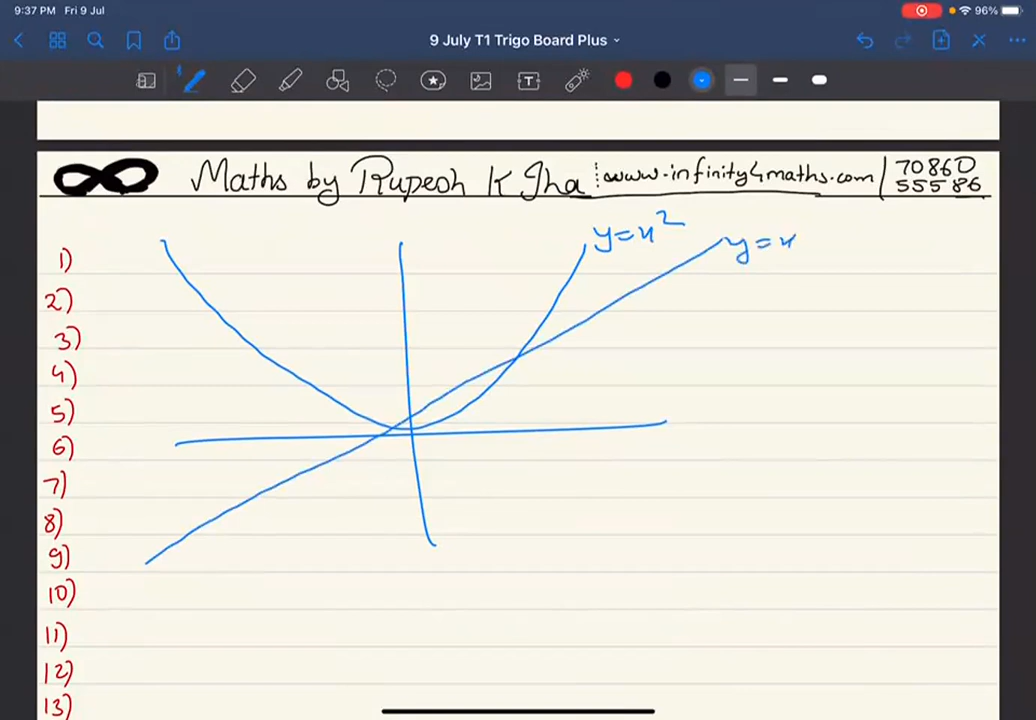 9:37 PM Fri 9 Jul 96%
9 July T1 Trigo Board Plus
T
∞ Maths by Rupesh K Jha www.infinity4maths.com / 70860 55586
y=x²
y=x
1)
2)
3)
4)
5)
6)
7)
8)
9)
10)
11)
12)
13)